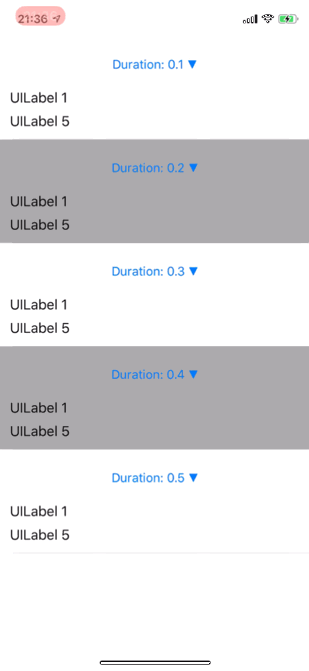 21:36
Duration: 0.1 ▼
UILabel 1
UILabel 5
Duration: 0.2 ▼
UILabel 1
UILabel 5
Duration: 0.3 ▼
UILabel 1
UILabel 5
Duration: 0.4 ▼
UILabel 1
UILabel 5
Duration: 0.5 ▼
UILabel 1
UILabel 5